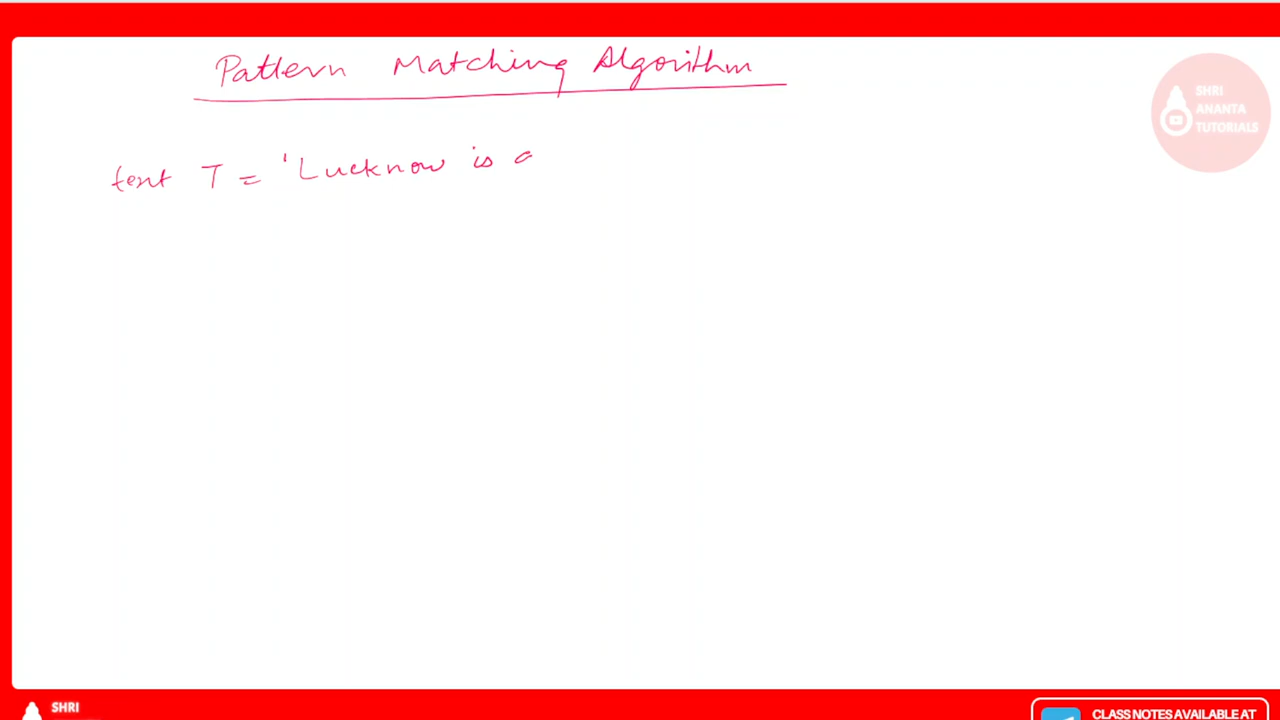 Pattern Matching Algorithm
SHRI
ANANTA
TUTORIALS
text T = 'Lucknow is a
SHRI
CLASS NOTES AVAILABLE AT